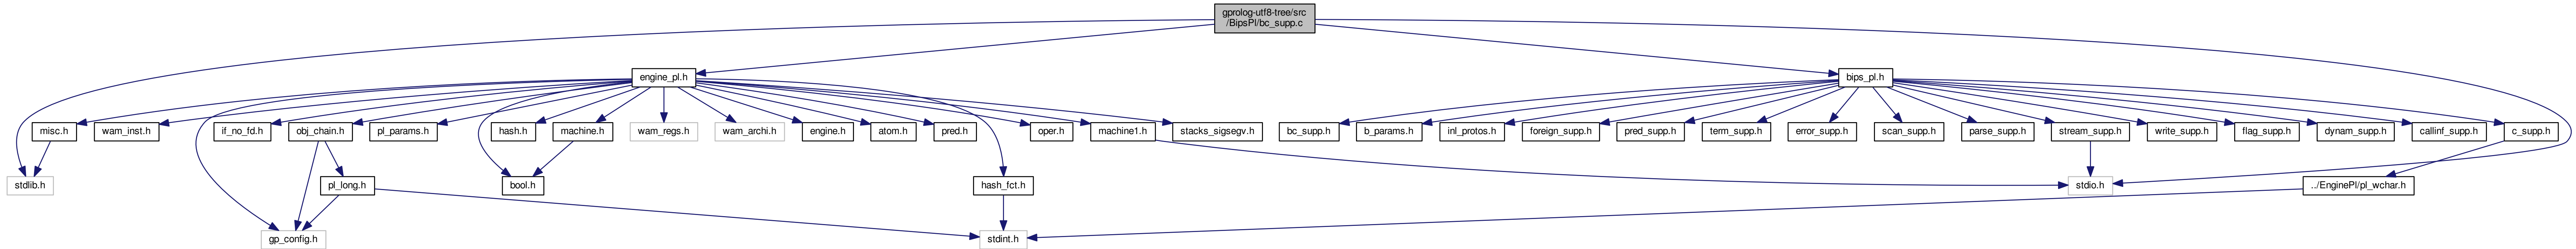 gprolog-utf8-tree/src
/BipsPl/bc_supp.c
engine_pl.h
bips_pl.h
misc.h
wam_inst.h
if_no_fd.h
obj_chain.h
pl_params.h
hash.h
machine.h
wam_regs.h
wam_archi.h
engine.h
atom.h
pred.h
oper.h
machine1.h
stacks_sigsegv.h
bc_supp.h
b_params.h
inl_protos.h
foreign_supp.h
pred_supp.h
term_supp.h
error_supp.h
scan_supp.h
parse_supp.h
stream_supp.h
write_supp.h
flag_supp.h
dynam_supp.h
callinf_supp.h
c_supp.h
stdlib.h
pl_long.h
bool.h
hash_fct.h
stdio.h
../EnginePl/pl_wchar.h
gp_config.h
stdint.h